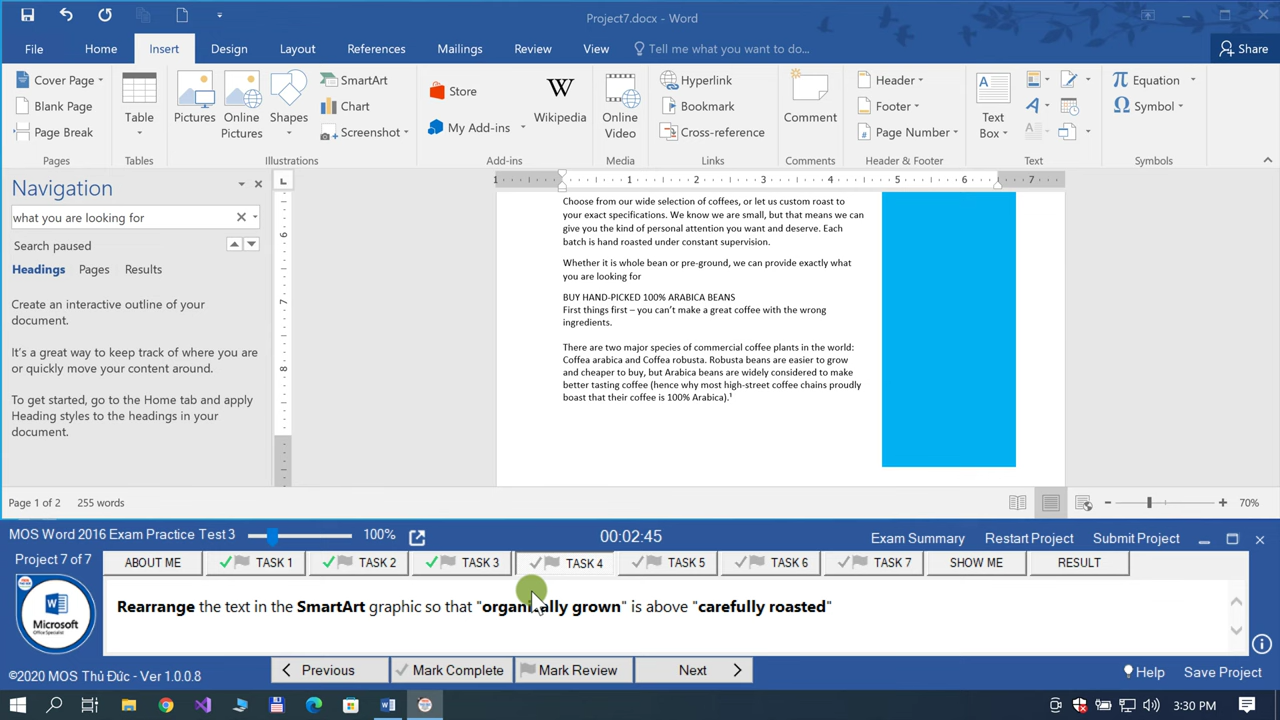 Project7.docx - Word
File Home Insert Design Layout References Mailings Review View Tell me what you want to do... Share
Cover Page
Blank Page
Page Break
Pages
Table
Tables
Pictures
Online Pictures
Shapes
SmartArt
Chart
Screenshot
Illustrations
Store
My Add-ins
Wikipedia
Add-ins
Online Video
Media
Hyperlink
Bookmark
Cross-reference
Links
Comment
Comments
Header
Footer
Page Number
Header & Footer
Text Box
Text
Equation
Symbol
Symbols
Navigation
what you are looking for
Search paused
Headings Pages Results
Create an interactive outline of your
document.
It's a great way to keep track of where you are
or quickly move your content around.
To get started, go to the Home tab and apply
Heading styles to the headings in your
document.
1 1 2 3 4 5 6 7
6
7
8
Choose from our wide selection of coffees, or let us custom roast to
your exact specifications. We know we are small, but that means we can
give you the kind of personal attention you want and deserve. Each
batch is hand roasted under constant supervision.
Whether it is whole bean or pre-ground, we can provide exactly what
you are looking for
BUY HAND-PICKED 100% ARABICA BEANS
First things first – you can't make a great coffee with the wrong
ingredients.
There are two major species of commercial coffee plants in the world:
Coffea arabica and Coffea robusta. Robusta beans are easier to grow
and cheaper to buy, but Arabica beans are widely considered to make
better tasting coffee (hence why most high-street coffee chains proudly
boast that their coffee is 100% Arabica).¹
Page 1 of 2 255 words 70%
MOS Word 2016 Exam Practice Test 3 100% 00:02:45 Exam Summary Restart Project Submit Project
Project 7 of 7 ABOUT ME TASK 1 TASK 2 TASK 3 TASK 4 TASK 5 TASK 6 TASK 7 SHOW ME RESULT
Microsoft
Office Specialist
Rearrange the text in the SmartArt graphic so that "organically grown" is above "carefully roasted"
Previous Mark Complete Mark Review Next
©2020 MOS Thủ Đức - Ver 1.0.0.8 Help Save Project
3:30 PM